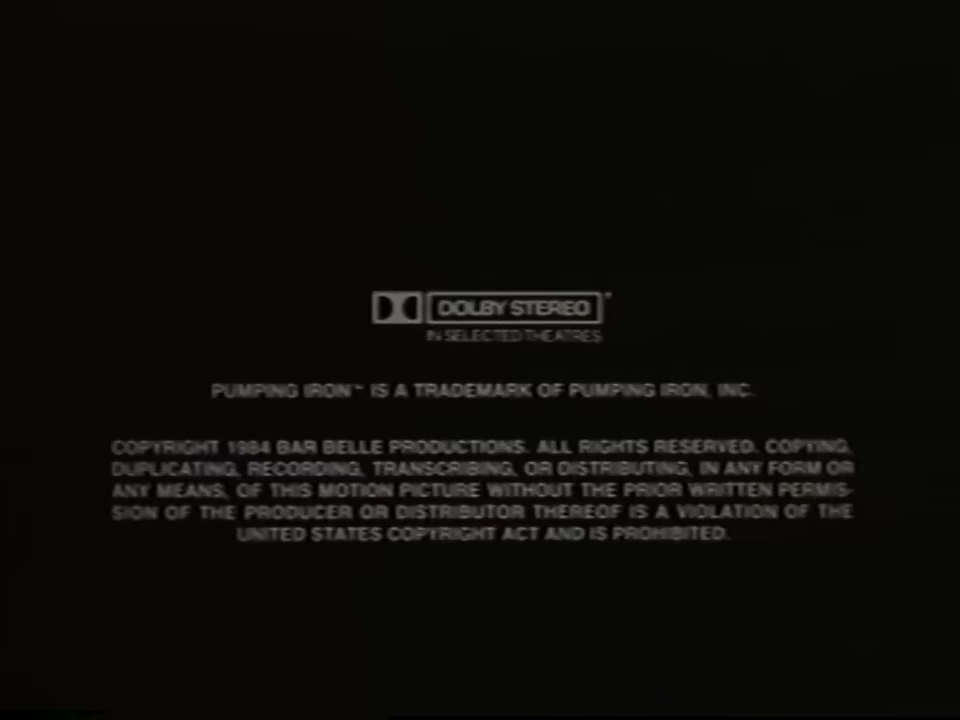 DOLBY STEREO
IN SELECTED THEATRES
PUMPING IRON™ IS A TRADEMARK OF PUMPING IRON, INC.
COPYRIGHT 1984 BAR BELLE PRODUCTIONS. ALL RIGHTS RESERVED. COPYING,
DUPLICATING, RECORDING, TRANSCRIBING, OR DISTRIBUTING, IN ANY FORM OR
ANY MEANS, OF THIS MOTION PICTURE WITHOUT THE PRIOR WRITTEN PERMIS-
SION OF THE PRODUCER OR DISTRIBUTOR THEREOF IS A VIOLATION OF THE
UNITED STATES COPYRIGHT ACT AND IS PROHIBITED.